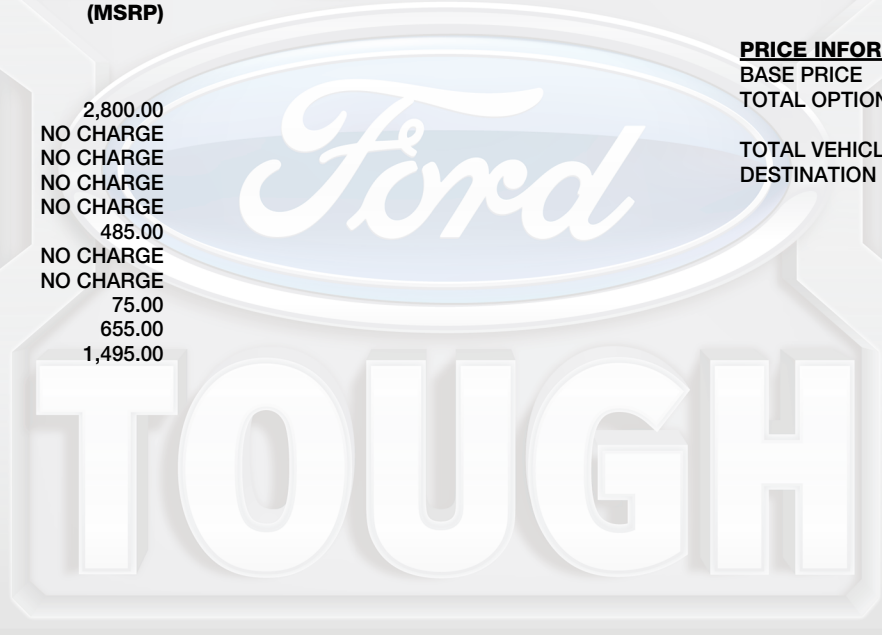 (MSRP)
2,800.00
NO CHARGE
NO CHARGE
NO CHARGE
NO CHARGE
485.00
NO CHARGE
NO CHARGE
75.00
655.00
1,495.00
PRICE INFOR
BASE PRICE
TOTAL OPTION
TOTAL VEHICL
DESTINATION
Ford
TOUGH